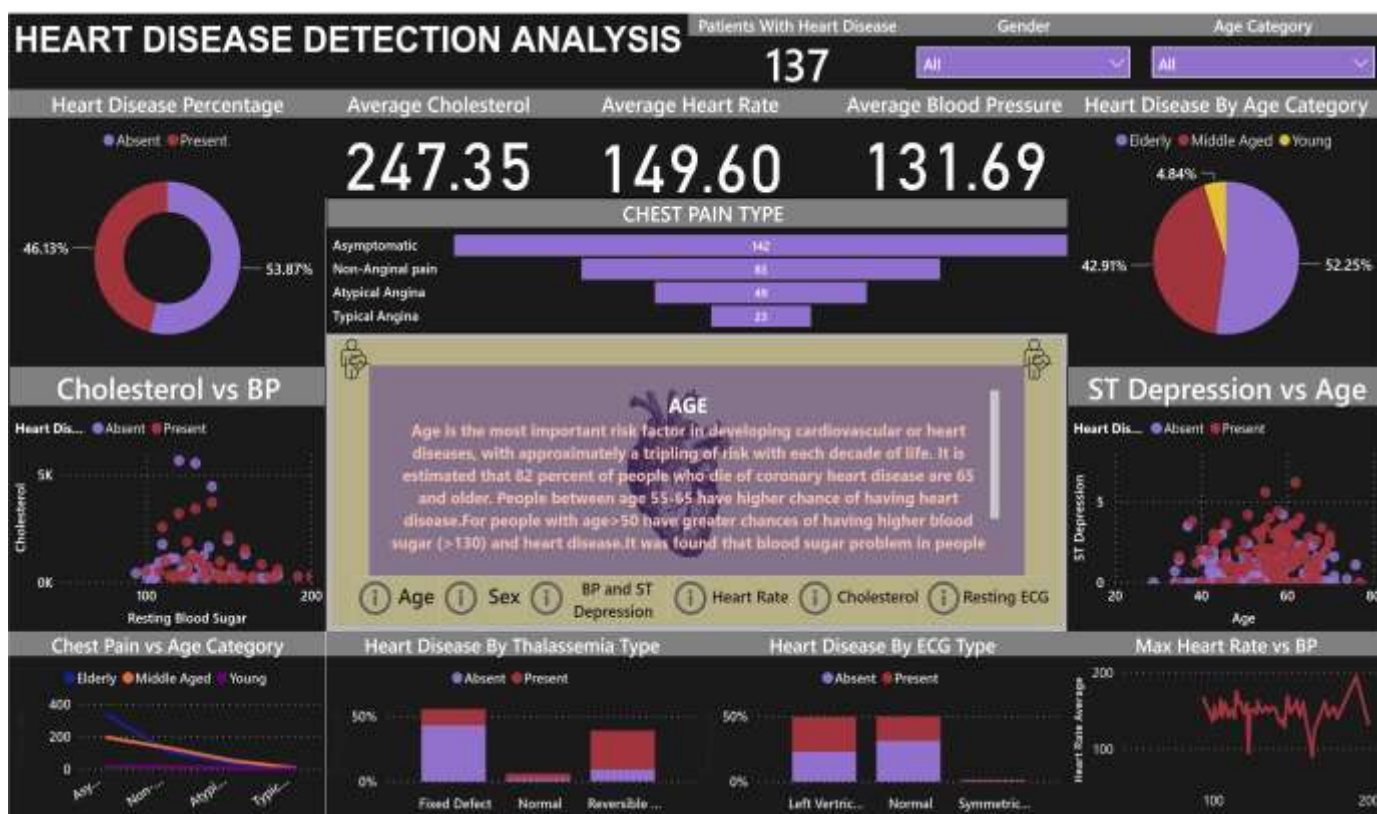 HEART DISEASE DETECTION ANALYSIS
Patients With Heart Disease
137
Gender
All
Age Category
All
Heart Disease Percentage
Absent Present
46.13%
53.87%
Average Cholesterol
247.35
Average Heart Rate
149.60
Average Blood Pressure
131.69
Heart Disease By Age Category
Elderly Middle Aged Young
4.84%
42.91%
52.25%
CHEST PAIN TYPE
Asymptomatic 142
Non-Anginal pain 83
Atypical Angina 49
Typical Angina 23
Cholesterol vs BP
Heart Dis... Absent Present
Cholesterol
5K
0K
100 200
Resting Blood Sugar
AGE
Age is the most important risk factor in developing cardiovascular or heart
diseases, with approximately a tripling of risk with each decade of life. It is
estimated that 82 percent of people who die of coronary heart disease are 65
and older. People between age 55-65 have higher chance of having heart
disease.For people with age>50 have greater chances of having higher blood
sugar (>130) and heart disease.It was found that blood sugar problem in people
Age Sex BP and ST Depression Heart Rate Cholesterol Resting ECG
ST Depression vs Age
Heart Dis... Absent Present
ST Depression
5
0
20 40 60 80
Age
Chest Pain vs Age Category
Elderly Middle Aged Young
400
200
0
Asy... Non-... Atypi... Typic...
Heart Disease By Thalassemia Type
Absent Present
50%
0%
Fixed Defect Normal Reversible ...
Heart Disease By ECG Type
Absent Present
50%
0%
Left Ventric... Normal Symmetric...
Max Heart Rate vs BP
Heart Rate Average
200
100
100 200